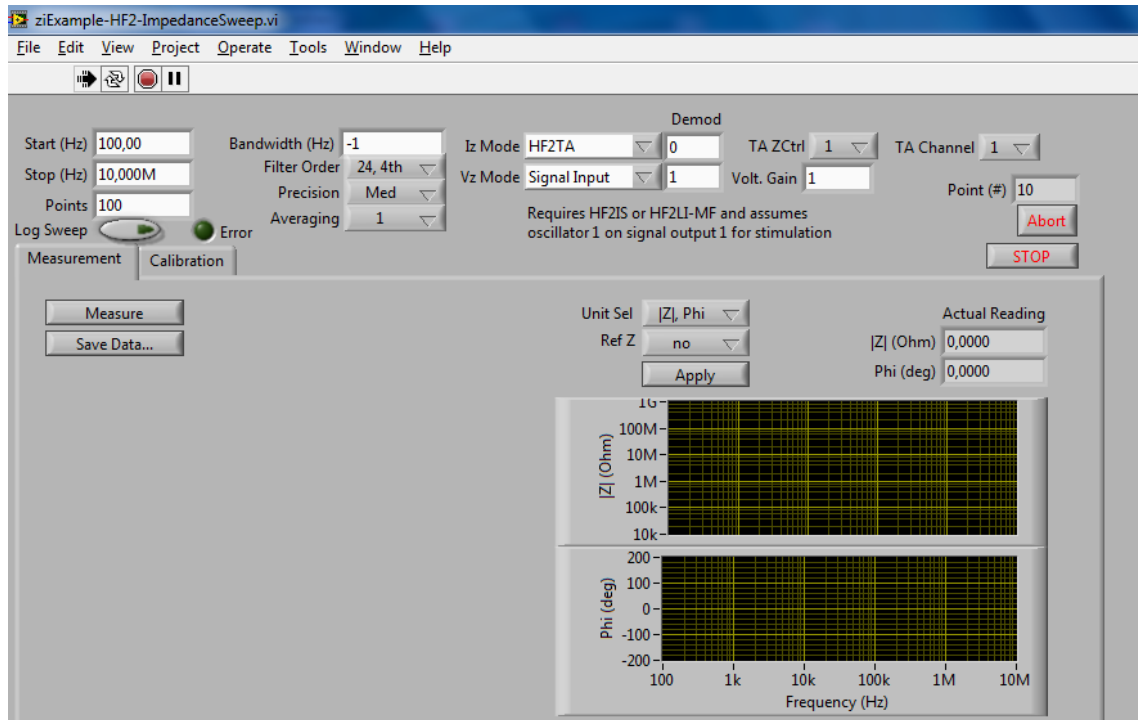 ziExample-HF2-ImpedanceSweep.vi
File Edit View Project Operate Tools Window Help
Demod
Start (Hz) 100,00 Bandwidth (Hz) -1 Iz Mode HF2TA 0 TA ZCtrl 1 TA Channel 1
Stop (Hz) 10,000M Filter Order 24, 4th Vz Mode Signal Input 1 Volt. Gain 1 Point (#) 10
Points 100 Precision Med Requires HF2IS or HF2LI-MF and assumes
Log Sweep Error Averaging 1 oscillator 1 on signal output 1 for stimulation Abort
STOP
Measurement Calibration
Measure Unit Sel |Z|, Phi Actual Reading
Save Data... Ref Z no |Z| (Ohm) 0,0000
Apply Phi (deg) 0,0000
1G
100M
10M
1M
100k
10k
|Z| (Ohm)
200
100
0
-100
-200
Phi (deg)
100 1k 10k 100k 1M 10M
Frequency (Hz)